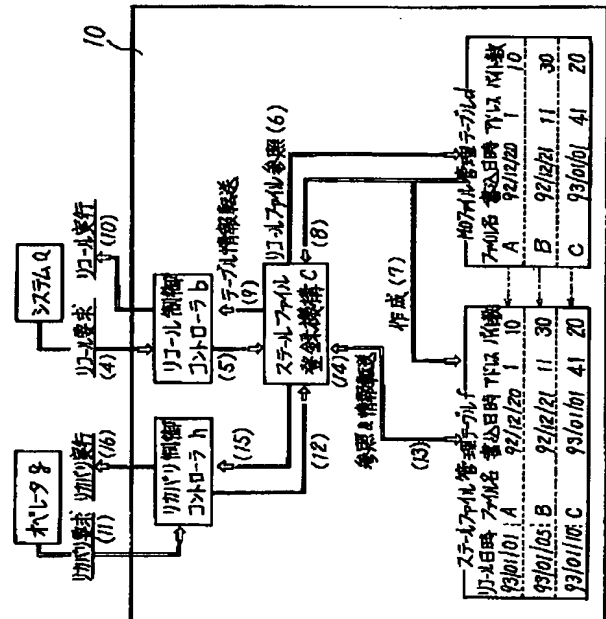 10
オペレータg
システムa
リカバリ要求
(11)
リカバリ実行
(16)
リコール要求
(4)
リコール実行
(10)
リカバリ制御
コントローラh
リコール制御
コントローラb
(5)
テーブル情報転送
(9)
(15)
(12)
ステールファイル
登録機構C
リコールファイル参照(6)
(8)
(14)
作成(7)
参照&情報転送
(13)
ステールファイル管理テーブルf
リコール日時 ファイル名 書込日時 アドレス バイト数
93/01/01 A 92/12/20 1 10
93/01/05 B 92/12/21 11 30
93/01/10 C 93/01/01 41 20
MOファイル管理テーブルd
ファイル名 書込日時 アドレス バイト数
A 92/12/20 1 10
B 92/12/21 11 30
C 93/01/01 41 20